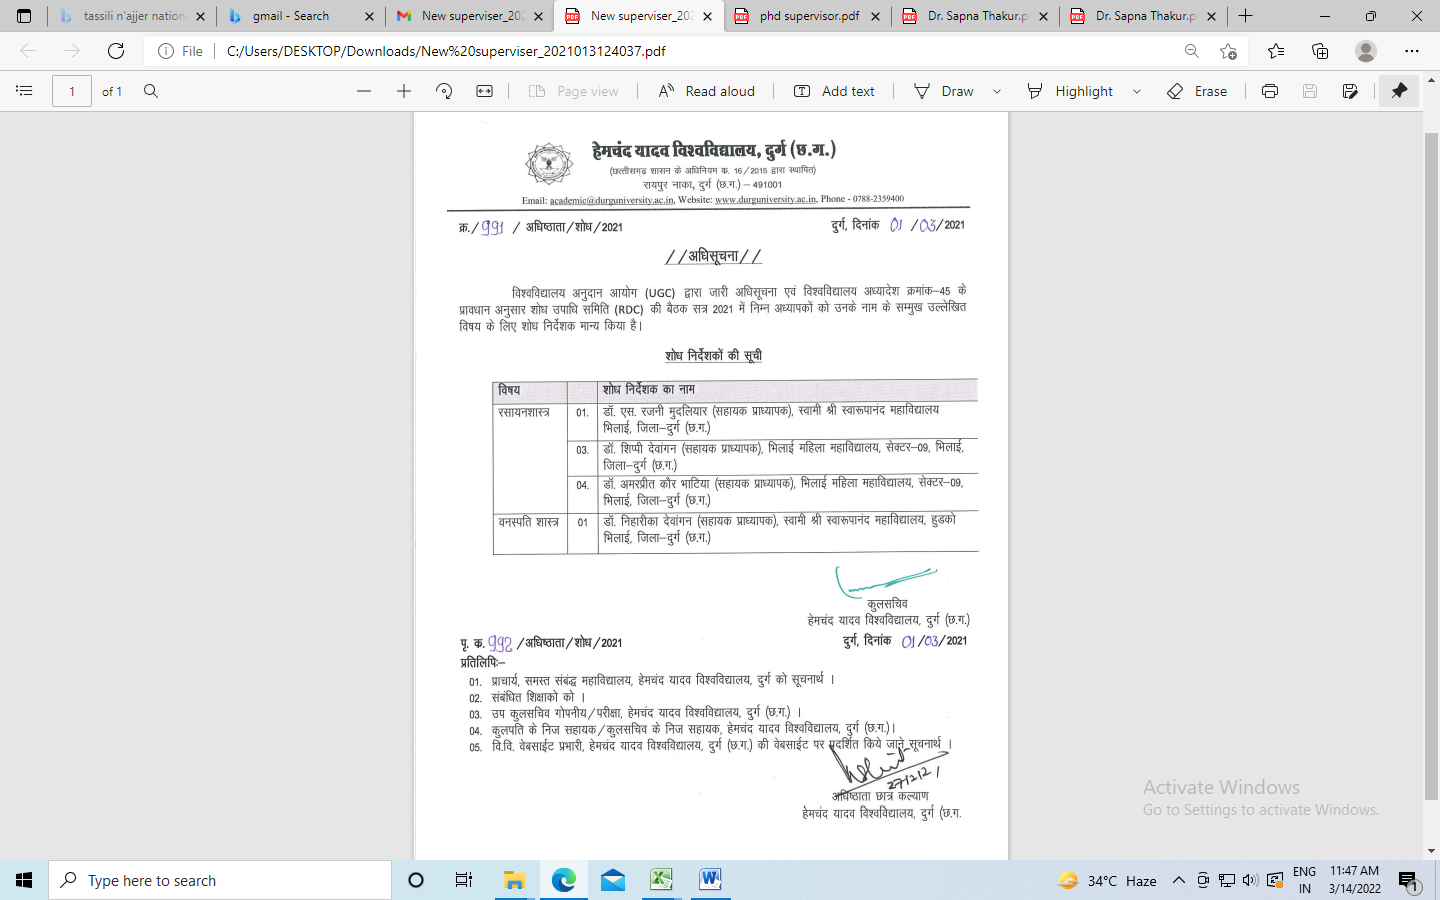 tassili n'ajjer nation
gmail - Search
New superviser_202
New superviser_202
phd supervisor.pdf
Dr. Sapna Thakur.p
Dr. Sapna Thakur.p
File
C:/Users/DESKTOP/Downloads/New%20superviser_2021013124037.pdf
1 of 1
Page view
Read aloud
Add text
Draw
Highlight
Erase
हेमचंद यादव विश्वविद्यालय, दुर्ग (छ.ग.)
(छत्तीसगढ़ शासन के अधिनियम क. 16/2015 द्वारा स्थापित)
रायपुर नाका, दुर्ग (छ.ग.) – 491001
Email: academic@durguniversity.ac.in, Website: www.durguniversity.ac.in, Phone - 0788-2359400
क्र./991 / अधिष्ठाता/शोध/2021
दुर्ग, दिनांक 01/03/2021
//अधिसूचना//
विश्वविद्यालय अनुदान आयोग (UGC) द्वारा जारी अधिसूचना एवं विश्वविद्यालय अध्यादेश क्रमांक–45 के
प्रावधान अनुसार शोध उपाधि समिति (RDC) की बैठक सत्र 2021 में निम्न अध्यापकों को उनके नाम के सम्मुख उल्लेखित
विषय के लिए शोध निर्देशक मान्य किया है।
शोध निर्देशकों की सूची
विषय शोध निर्देशक का नाम
रसायनशास्त्र 01. डॉ. एस. रजनी मुदलियार (सहायक प्राध्यापक), स्वामी श्री स्वारूपानंद महाविद्यालय
भिलाई, जिला–दुर्ग (छ.ग.)
03. डॉ. शिप्पी देवांगन (सहायक प्राध्यापक), भिलाई महिला महाविद्यालय, सेक्टर–09, भिलाई,
जिला–दुर्ग (छ.ग.)
04. डॉ. अमरप्रीत कौर भाटिया (सहायक प्राध्यापक), भिलाई महिला महाविद्यालय, सेक्टर–09,
भिलाई, जिला–दुर्ग (छ.ग.)
वनस्पति शास्त्र 01 डॉ. निहारीका देवांगन (सहायक प्राध्यापक), स्वामी श्री स्वारूपानंद महाविद्यालय, हुडको
भिलाई, जिला–दुर्ग (छ.ग.)
कुलसचिव
हेमचंद यादव विश्वविद्यालय, दुर्ग (छ.ग.)
पृ. क. 992 /अधिष्ठाता/शोध/2021
दुर्ग, दिनांक 01/03/2021
प्रतिलिपिः–
01. प्राचार्य, समस्त संबंद्ध महाविद्यालय, हेमचंद यादव विश्वविद्यालय, दुर्ग को सूचनार्थ ।
02. संबंधित शिक्षाको को ।
03. उप कुलसचिव गोपनीय/परीक्षा, हेमचंद यादव विश्वविद्यालय, दुर्ग (छ.ग.) ।
04. कुलपति के निज सहायक/कुलसचिव के निज सहायक, हेमचंद यादव विश्वविद्यालय, दुर्ग (छ.ग.)।
05. वि.वि. वेबसाईट प्रभारी, हेमचंद यादव विश्वविद्यालय, दुर्ग (छ.ग.) की वेबसाईट पर प्रदर्शित किये जाने सूचनार्थ ।
27/2/21
अधिष्ठाता छात्र कल्याण
हेमचंद यादव विश्वविद्यालय, दुर्ग (छ.ग.
Activate Windows
Go to Settings to activate Windows.
Type here to search
34°C Haze
ENG
IN
11:47 AM
3/14/2022
1